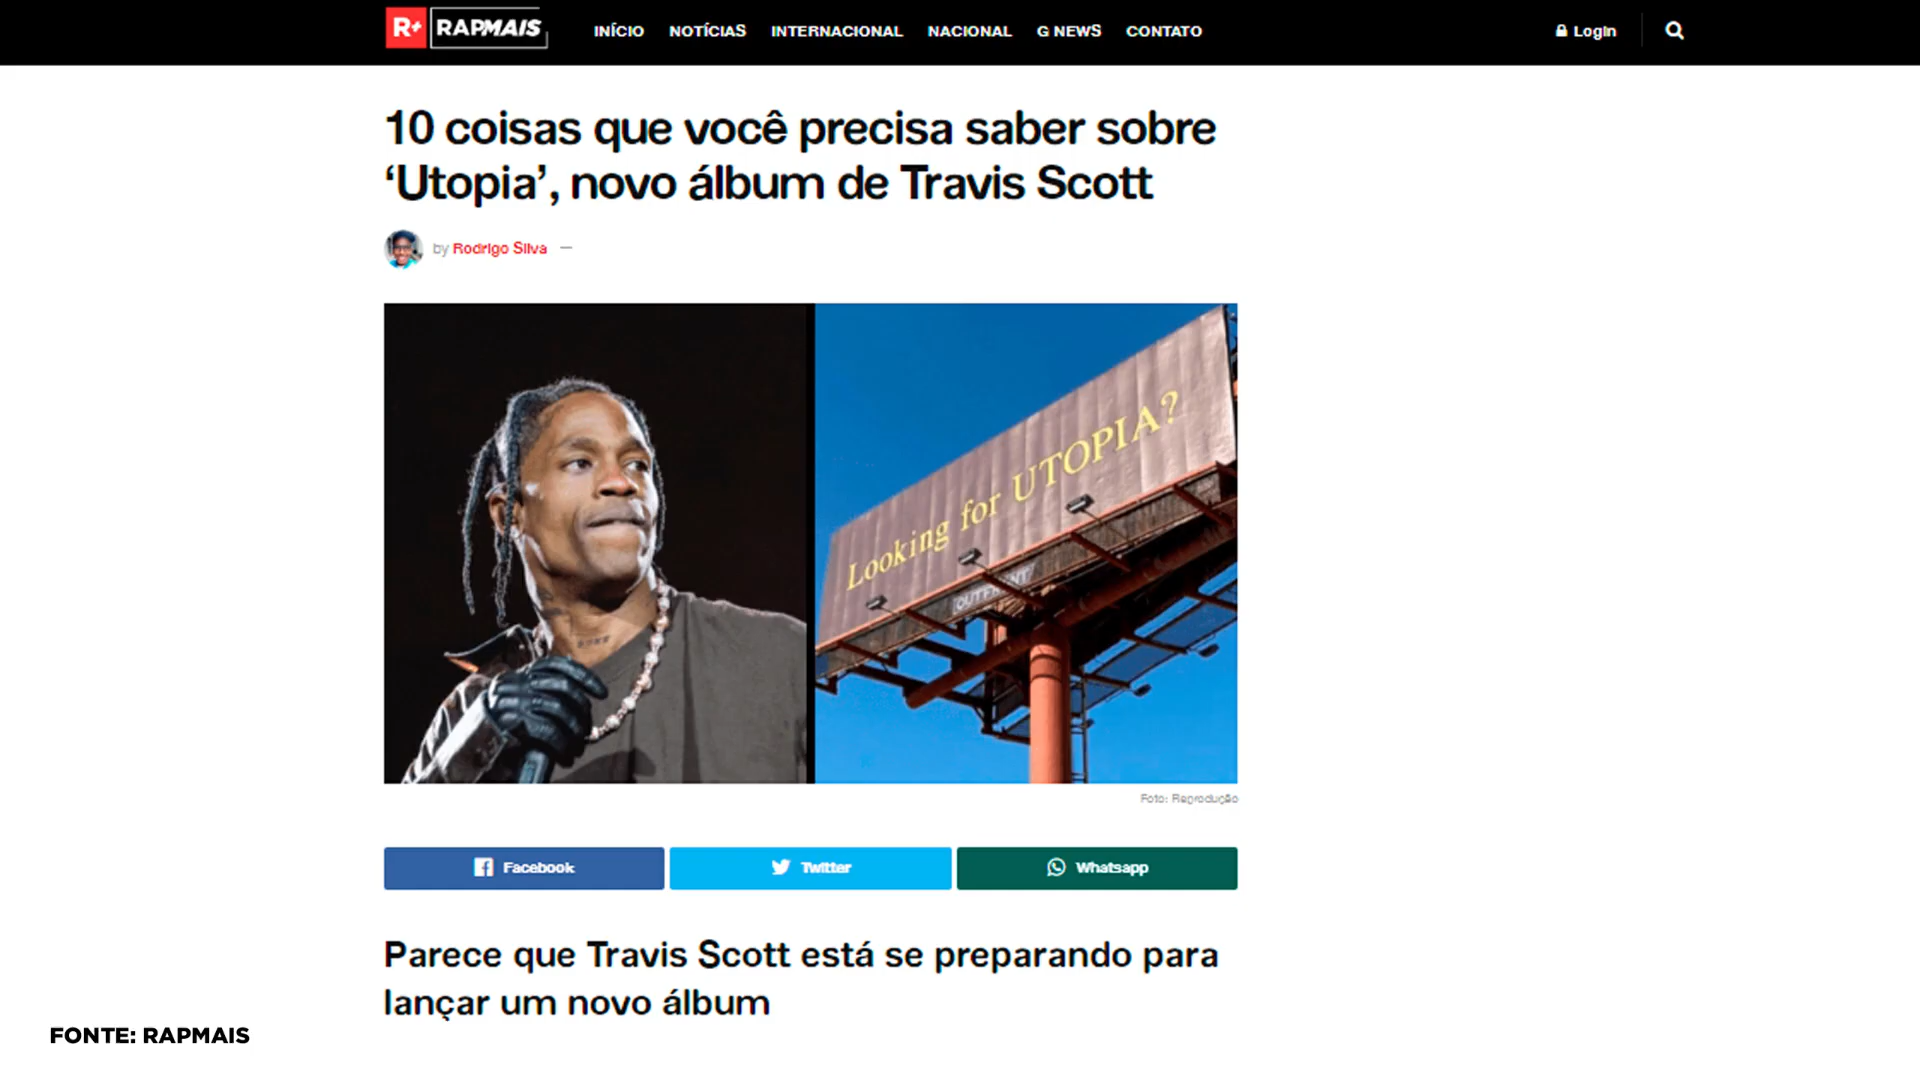 R+ RAPMAIS
INÍCIO NOTÍCIAS INTERNACIONAL NACIONAL G NEWS CONTATO
Login
10 coisas que você precisa saber sobre
‘Utopia’, novo álbum de Travis Scott
by Rodrigo Silva —
Looking for UTOPIA?
OUTFRONT
Foto: Reprodução
Facebook
Twitter
Whatsapp
Parece que Travis Scott está se preparando para
lançar um novo álbum
FONTE: RAPMAIS